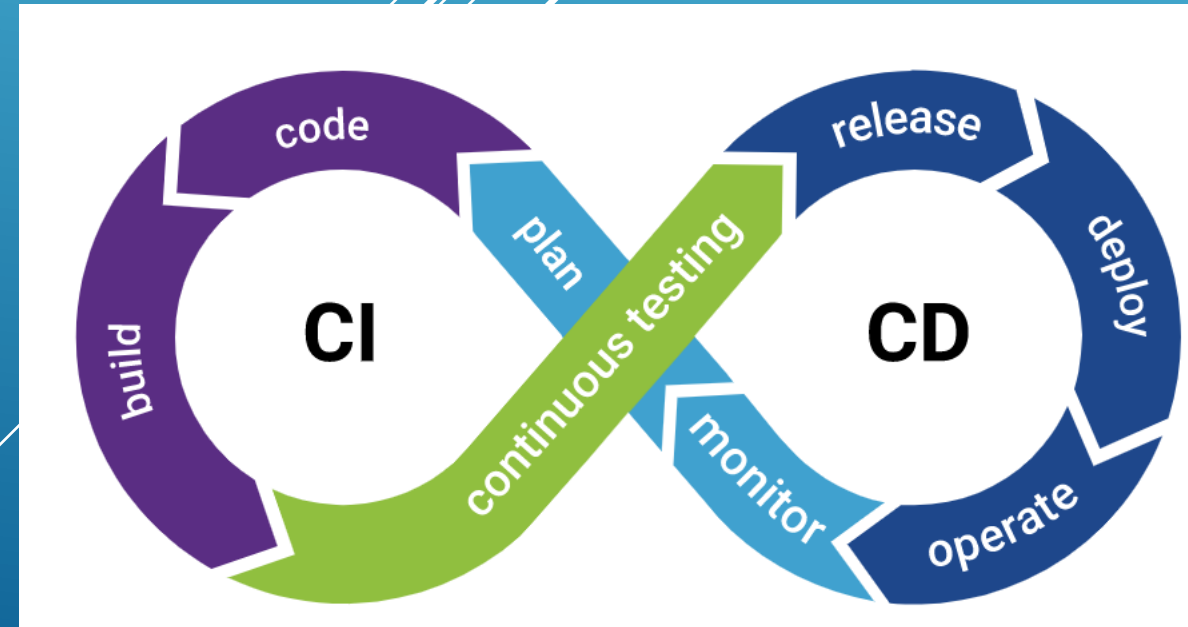 code
release
plan
continuous testing
deploy
build
CI
CD
monitor
operate